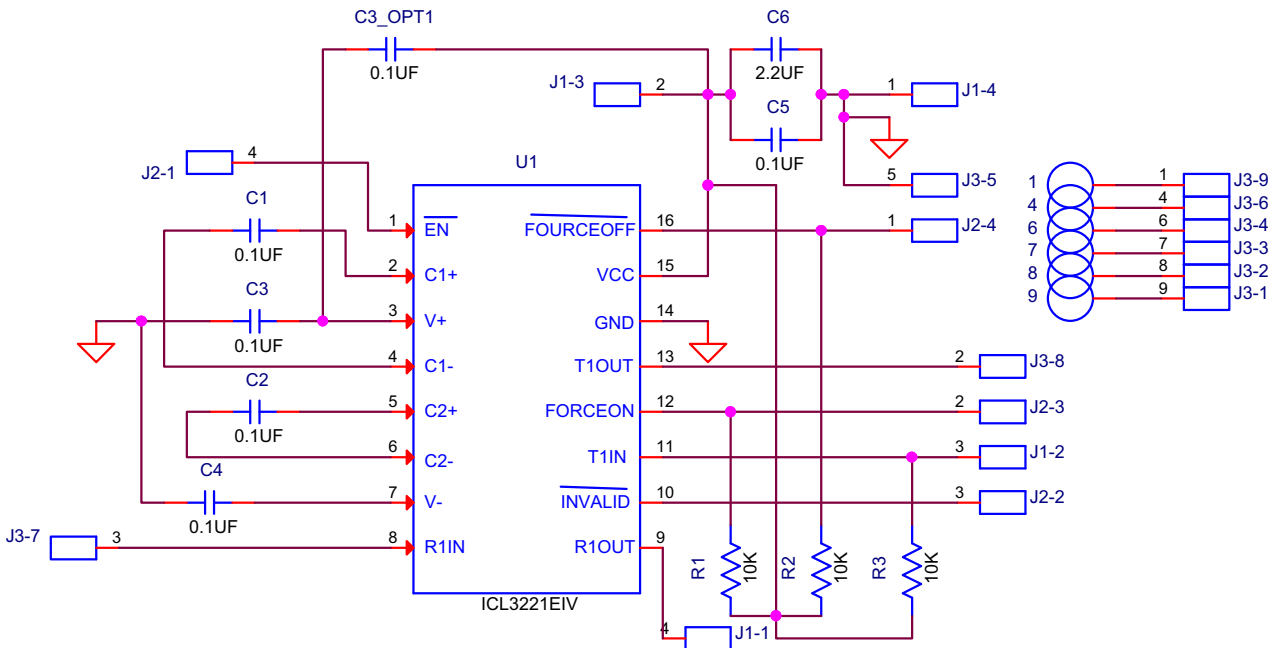 C3_OPT1
0.1UF
C6
2.2UF
J1-3
2
C5
0.1UF
1
J1-4
J2-1
4
U1
5
J3-5
1
J2-4
1
4
6
7
8
9
1
4
6
7
8
9
J3-9
J3-6
J3-4
J3-3
J3-2
J3-1
C1
0.1UF
C3
0.1UF
C2
0.1UF
C4
0.1UF
J3-7
3
1
EN
2
C1+
3
V+
4
C1-
5
C2+
6
C2-
7
V-
8
R1IN
FOURCEOFF
16
VCC
15
GND
14
T1OUT
13
FORCEON
12
T1IN
11
INVALID
10
R1OUT
9
ICL3221EIV
2
J3-8
2
J2-3
3
J1-2
3
J2-2
R1
10K
R2
10K
R3
10K
4
J1-1